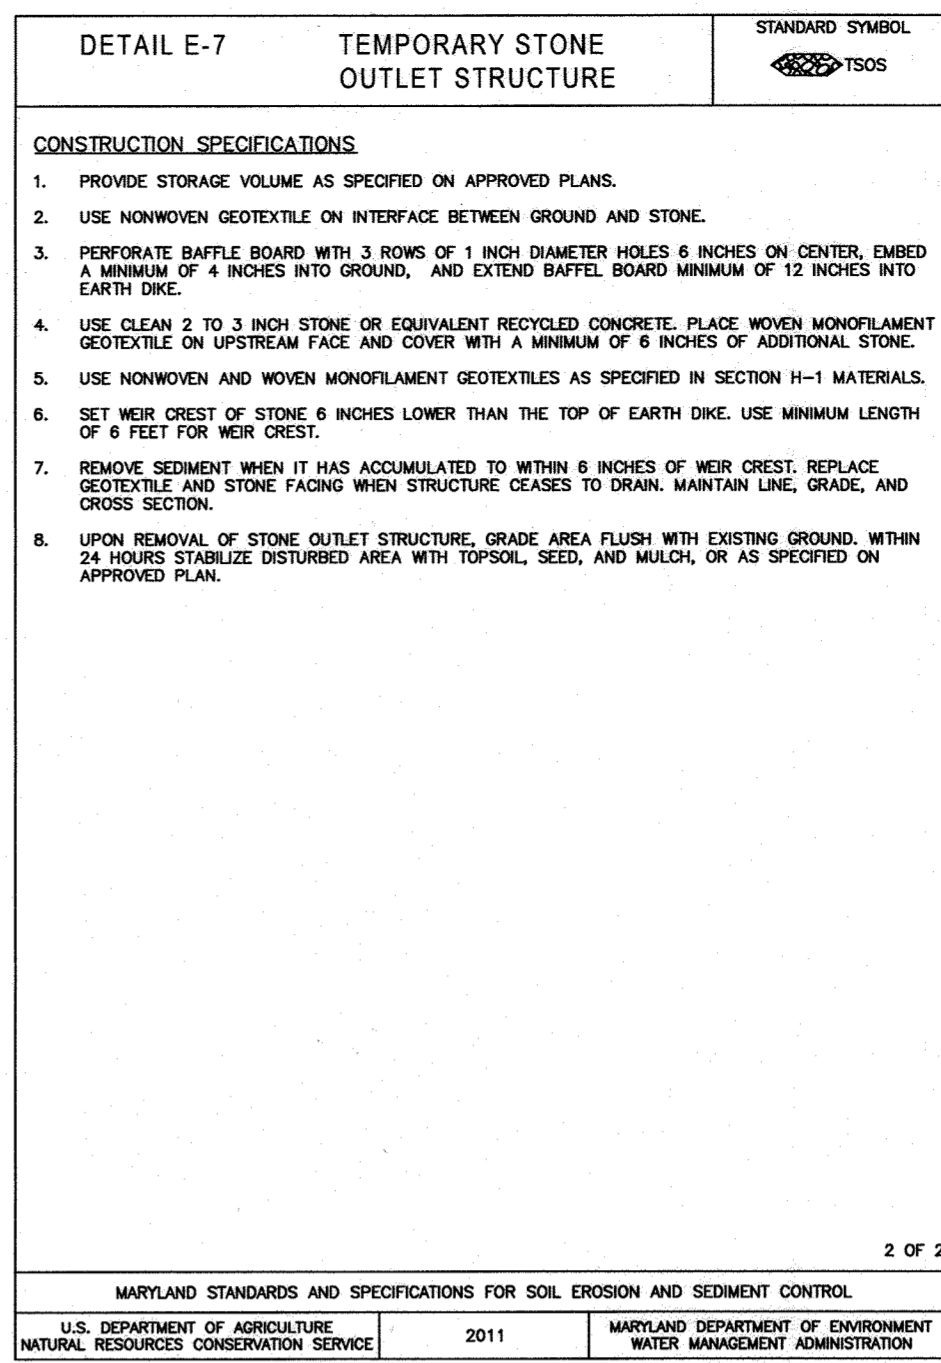 DETAIL E-7
TEMPORARY STONE
OUTLET STRUCTURE
STANDARD SYMBOL
TSOS
CONSTRUCTION SPECIFICATIONS
1. PROVIDE STORAGE VOLUME AS SPECIFIED ON APPROVED PLANS.
2. USE NONWOVEN GEOTEXTILE ON INTERFACE BETWEEN GROUND AND STONE.
3. PERFORATE BAFFLE BOARD WITH 3 ROWS OF 1 INCH DIAMETER HOLES 6 INCHES ON CENTER, EMBED
A MINIMUM OF 4 INCHES INTO GROUND, AND EXTEND BAFFEL BOARD MINIMUM OF 12 INCHES INTO
EARTH DIKE.
4. USE CLEAN 2 TO 3 INCH STONE OR EQUIVALENT RECYCLED CONCRETE. PLACE WOVEN MONOFILAMENT
GEOTEXTILE ON UPSTREAM FACE AND COVER WITH A MINIMUM OF 6 INCHES OF ADDITIONAL STONE.
5. USE NONWOVEN AND WOVEN MONOFILAMENT GEOTEXTILES AS SPECIFIED IN SECTION H-1 MATERIALS.
6. SET WEIR CREST OF STONE 6 INCHES LOWER THAN THE TOP OF EARTH DIKE. USE MINIMUM LENGTH
OF 6 FEET FOR WEIR CREST.
7. REMOVE SEDIMENT WHEN IT HAS ACCUMULATED TO WITHIN 6 INCHES OF WEIR CREST. REPLACE
GEOTEXTILE AND STONE FACING WHEN STRUCTURE CEASES TO DRAIN. MAINTAIN LINE, GRADE, AND
CROSS SECTION.
8. UPON REMOVAL OF STONE OUTLET STRUCTURE, GRADE AREA FLUSH WITH EXISTING GROUND. WITHIN
24 HOURS STABILIZE DISTURBED AREA WITH TOPSOIL, SEED, AND MULCH, OR AS SPECIFIED ON
APPROVED PLAN.
2 OF 2
MARYLAND STANDARDS AND SPECIFICATIONS FOR SOIL EROSION AND SEDIMENT CONTROL
U.S. DEPARTMENT OF AGRICULTURE
NATURAL RESOURCES CONSERVATION SERVICE
2011
MARYLAND DEPARTMENT OF ENVIRONMENT
WATER MANAGEMENT ADMINISTRATION